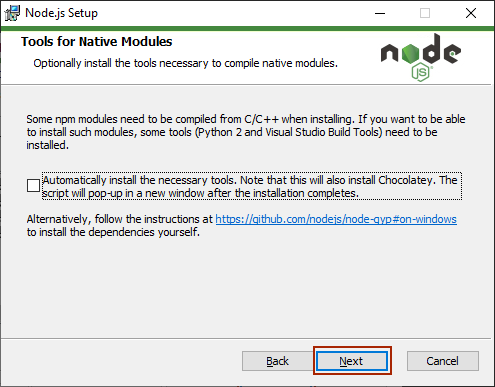 Node.js Setup
Tools for Native Modules
Optionally install the tools necessary to compile native modules.
node
JS
Some npm modules need to be compiled from C/C++ when installing. If you want to be able
to install such modules, some tools (Python 2 and Visual Studio Build Tools) need to be
installed.
Automatically install the necessary tools. Note that this will also install Chocolatey. The
script will pop-up in a new window after the installation completes.
Alternatively, follow the instructions at https://github.com/nodejs/node-gyp#on-windows
to install the dependencies yourself.
Back Next Cancel